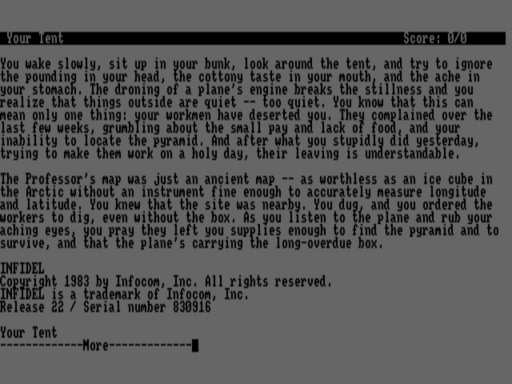 Your Tent Score: 0/0
You wake slowly, sit up in your bunk, look around the tent, and try to ignore
the pounding in your head, the cottony taste in your mouth, and the ache in
your stomach. The droning of a plane's engine breaks the stillness and you
realize that things outside are quiet -- too quiet. You know that this can
mean only one thing: your workmen have deserted you. They complained over the
last few weeks, grumbling about the small pay and lack of food, and your
inability to locate the pyramid. And after what you stupidly did yesterday,
trying to make them work on a holy day, their leaving is understandable.
The Professor's map was just an ancient map -- as worthless as an ice cube in
the Arctic without an instrument fine enough to accurately measure longitude
and latitude. You knew that the site was nearby. You dug, and you ordered the
workers to dig, even without the box. As you listen to the plane and rub your
aching eyes, you pray they left you supplies enough to find the pyramid and to
survive, and that the plane's carrying the long-overdue box.
INFIDEL
Copyright 1983 by Infocom, Inc. All rights reserved.
INFIDEL is a trademark of Infocom, Inc.
Release 22 / Serial number 830916
Your Tent
-------------More-------------